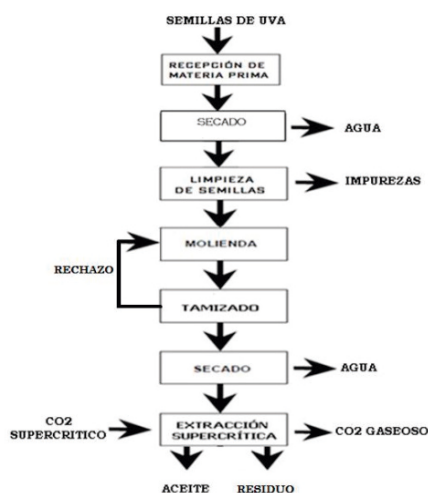 SEMILLAS DE UVA
RECEPCIÓN DE
MATERIA PRIMA
SECADO
AGUA
LIMPIEZA
DE SEMILLAS
IMPUREZAS
MOLIENDA
RECHAZO
TAMIZADO
SECADO
AGUA
CO2
SUPERCRITICO
EXTRACCIÓN
SUPERCRÍTICA
CO2 GASEOSO
ACEITE
RESIDUO